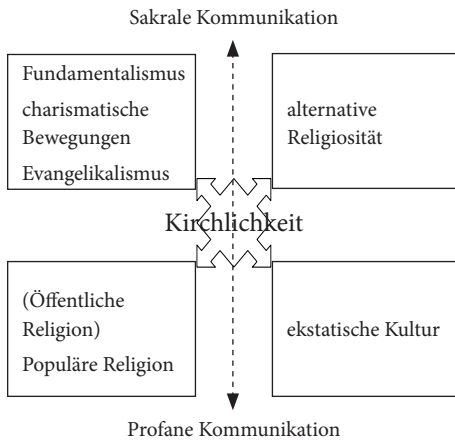 Sakrale Kommunikation
Fundamentalismus
charismatische
Bewegungen
Evangelikalismus
alternative
Religiosität
Kirchlichkeit
(Öffentliche
Religion)
Populäre Religion
ekstatische Kultur
Profane Kommunikation